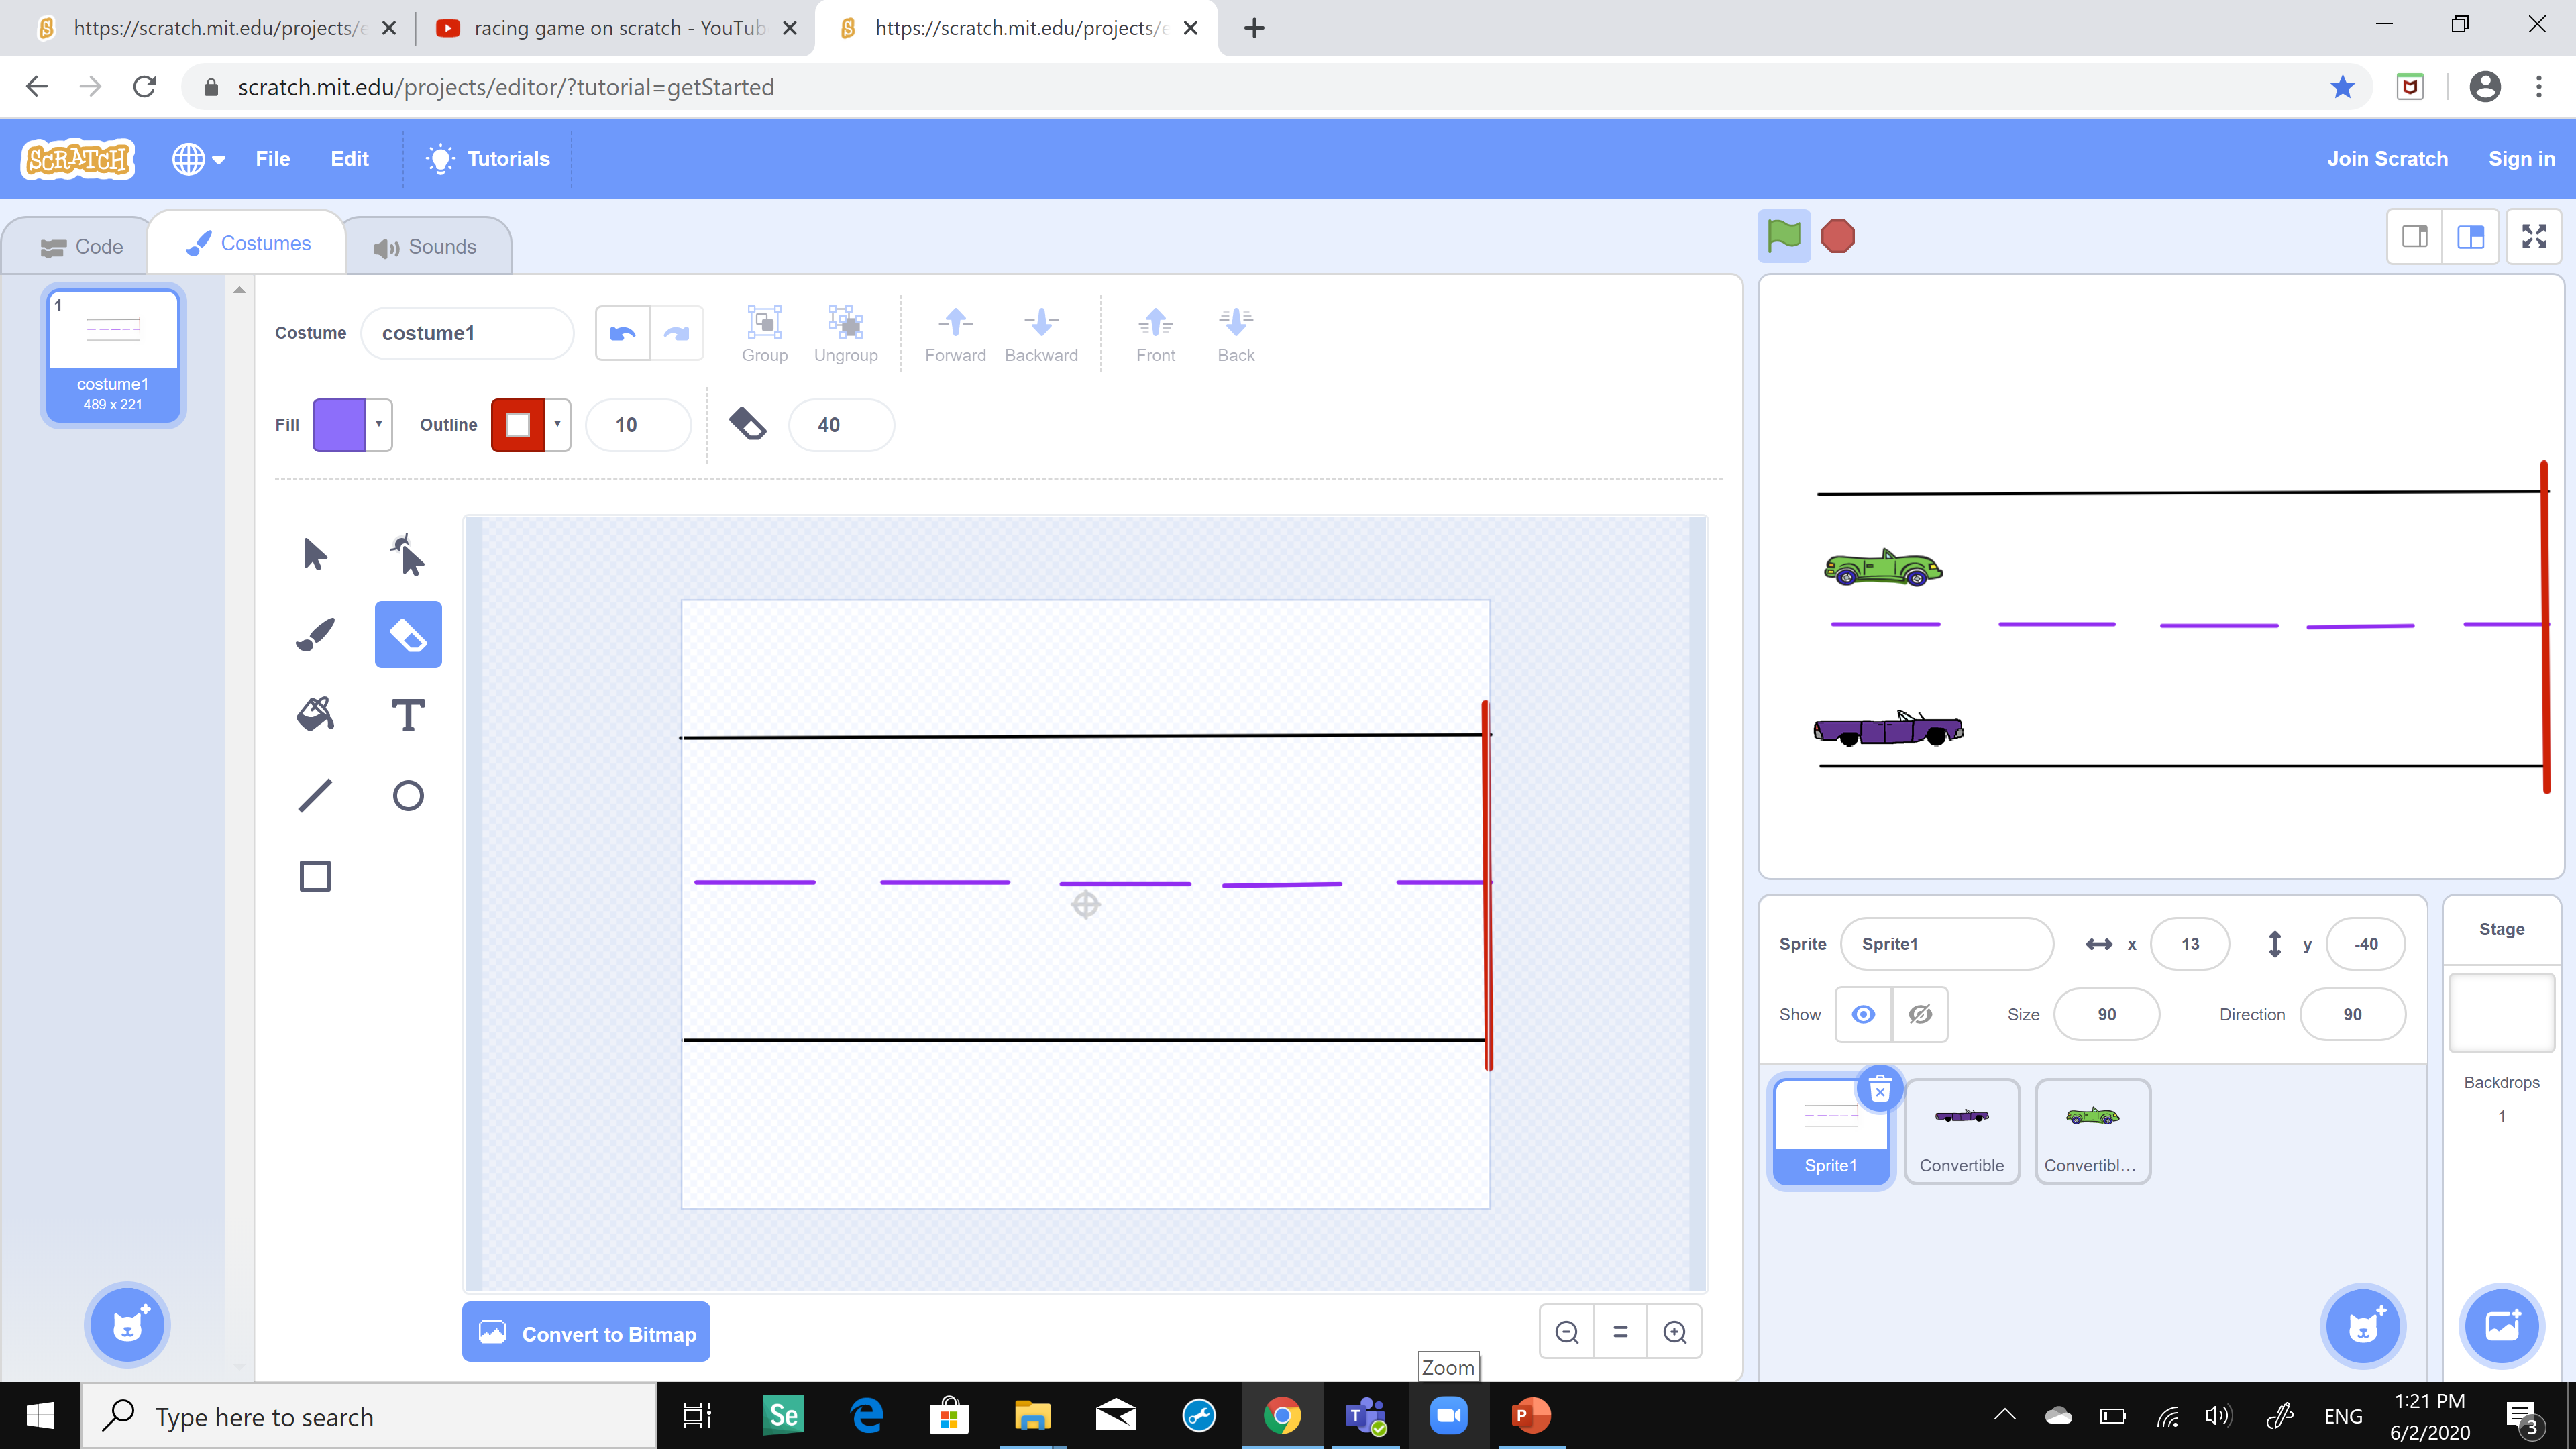 https://scratch.mit.edu/projects/e
racing game on scratch - YouTub
https://scratch.mit.edu/projects/e
scratch.mit.edu/projects/editor/?tutorial=getStarted
SCRATCH
File
Edit
Tutorials
Join Scratch
Sign in
Code
Costumes
Sounds
1
costume1
489 x 221
Costume
costume1
Group
Ungroup
Forward
Backward
Front
Back
Fill
Outline
10
40
T
Convert to Bitmap
=
Zoom
Sprite
Sprite1
x
13
y
-40
Show
Size
90
Direction
90
Sprite1
Convertible
Convertibl...
Stage
Backdrops
1
Type here to search
Se
T
P
ENG
1:21 PM
6/2/2020
3